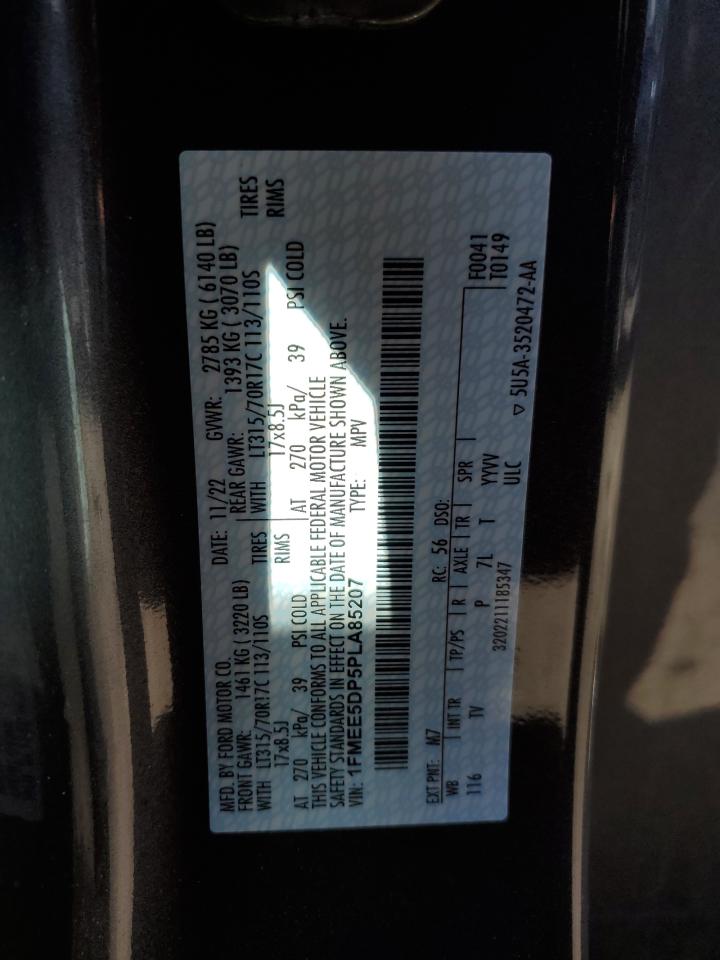 MFD. BY FORD MOTOR CO.
DATE: 11/22 GVWR: 2785 KG ( 6140 LB)
FRONT GAWR: 1461 KG ( 3220 LB) REAR GAWR: 1393 KG ( 3070 LB)
WITH LT315/70R17C 113/110S TIRES WITH LT315/70R17C 113/110S TIRES
17x8.5J RIMS 17x8.5J RIMS
AT 270 kPa/ 39 PSI COLD AT 270 kPa/ 39 PSI COLD
THIS VEHICLE CONFORMS TO ALL APPLICABLE FEDERAL MOTOR VEHICLE
SAFETY STANDARDS IN EFFECT ON THE DATE OF MANUFACTURE SHOWN ABOVE.
VIN: 1FMEE5DP5PLA85207 TYPE: MPV
EXT PNT: M7 RC: 56 DSO: F0041
WB INT TR TP/PS R AXLE TR SPR T0149
116 TV P 7L T YYVV
3202211185347 ULC ▽ 5U5A-3520472-AA